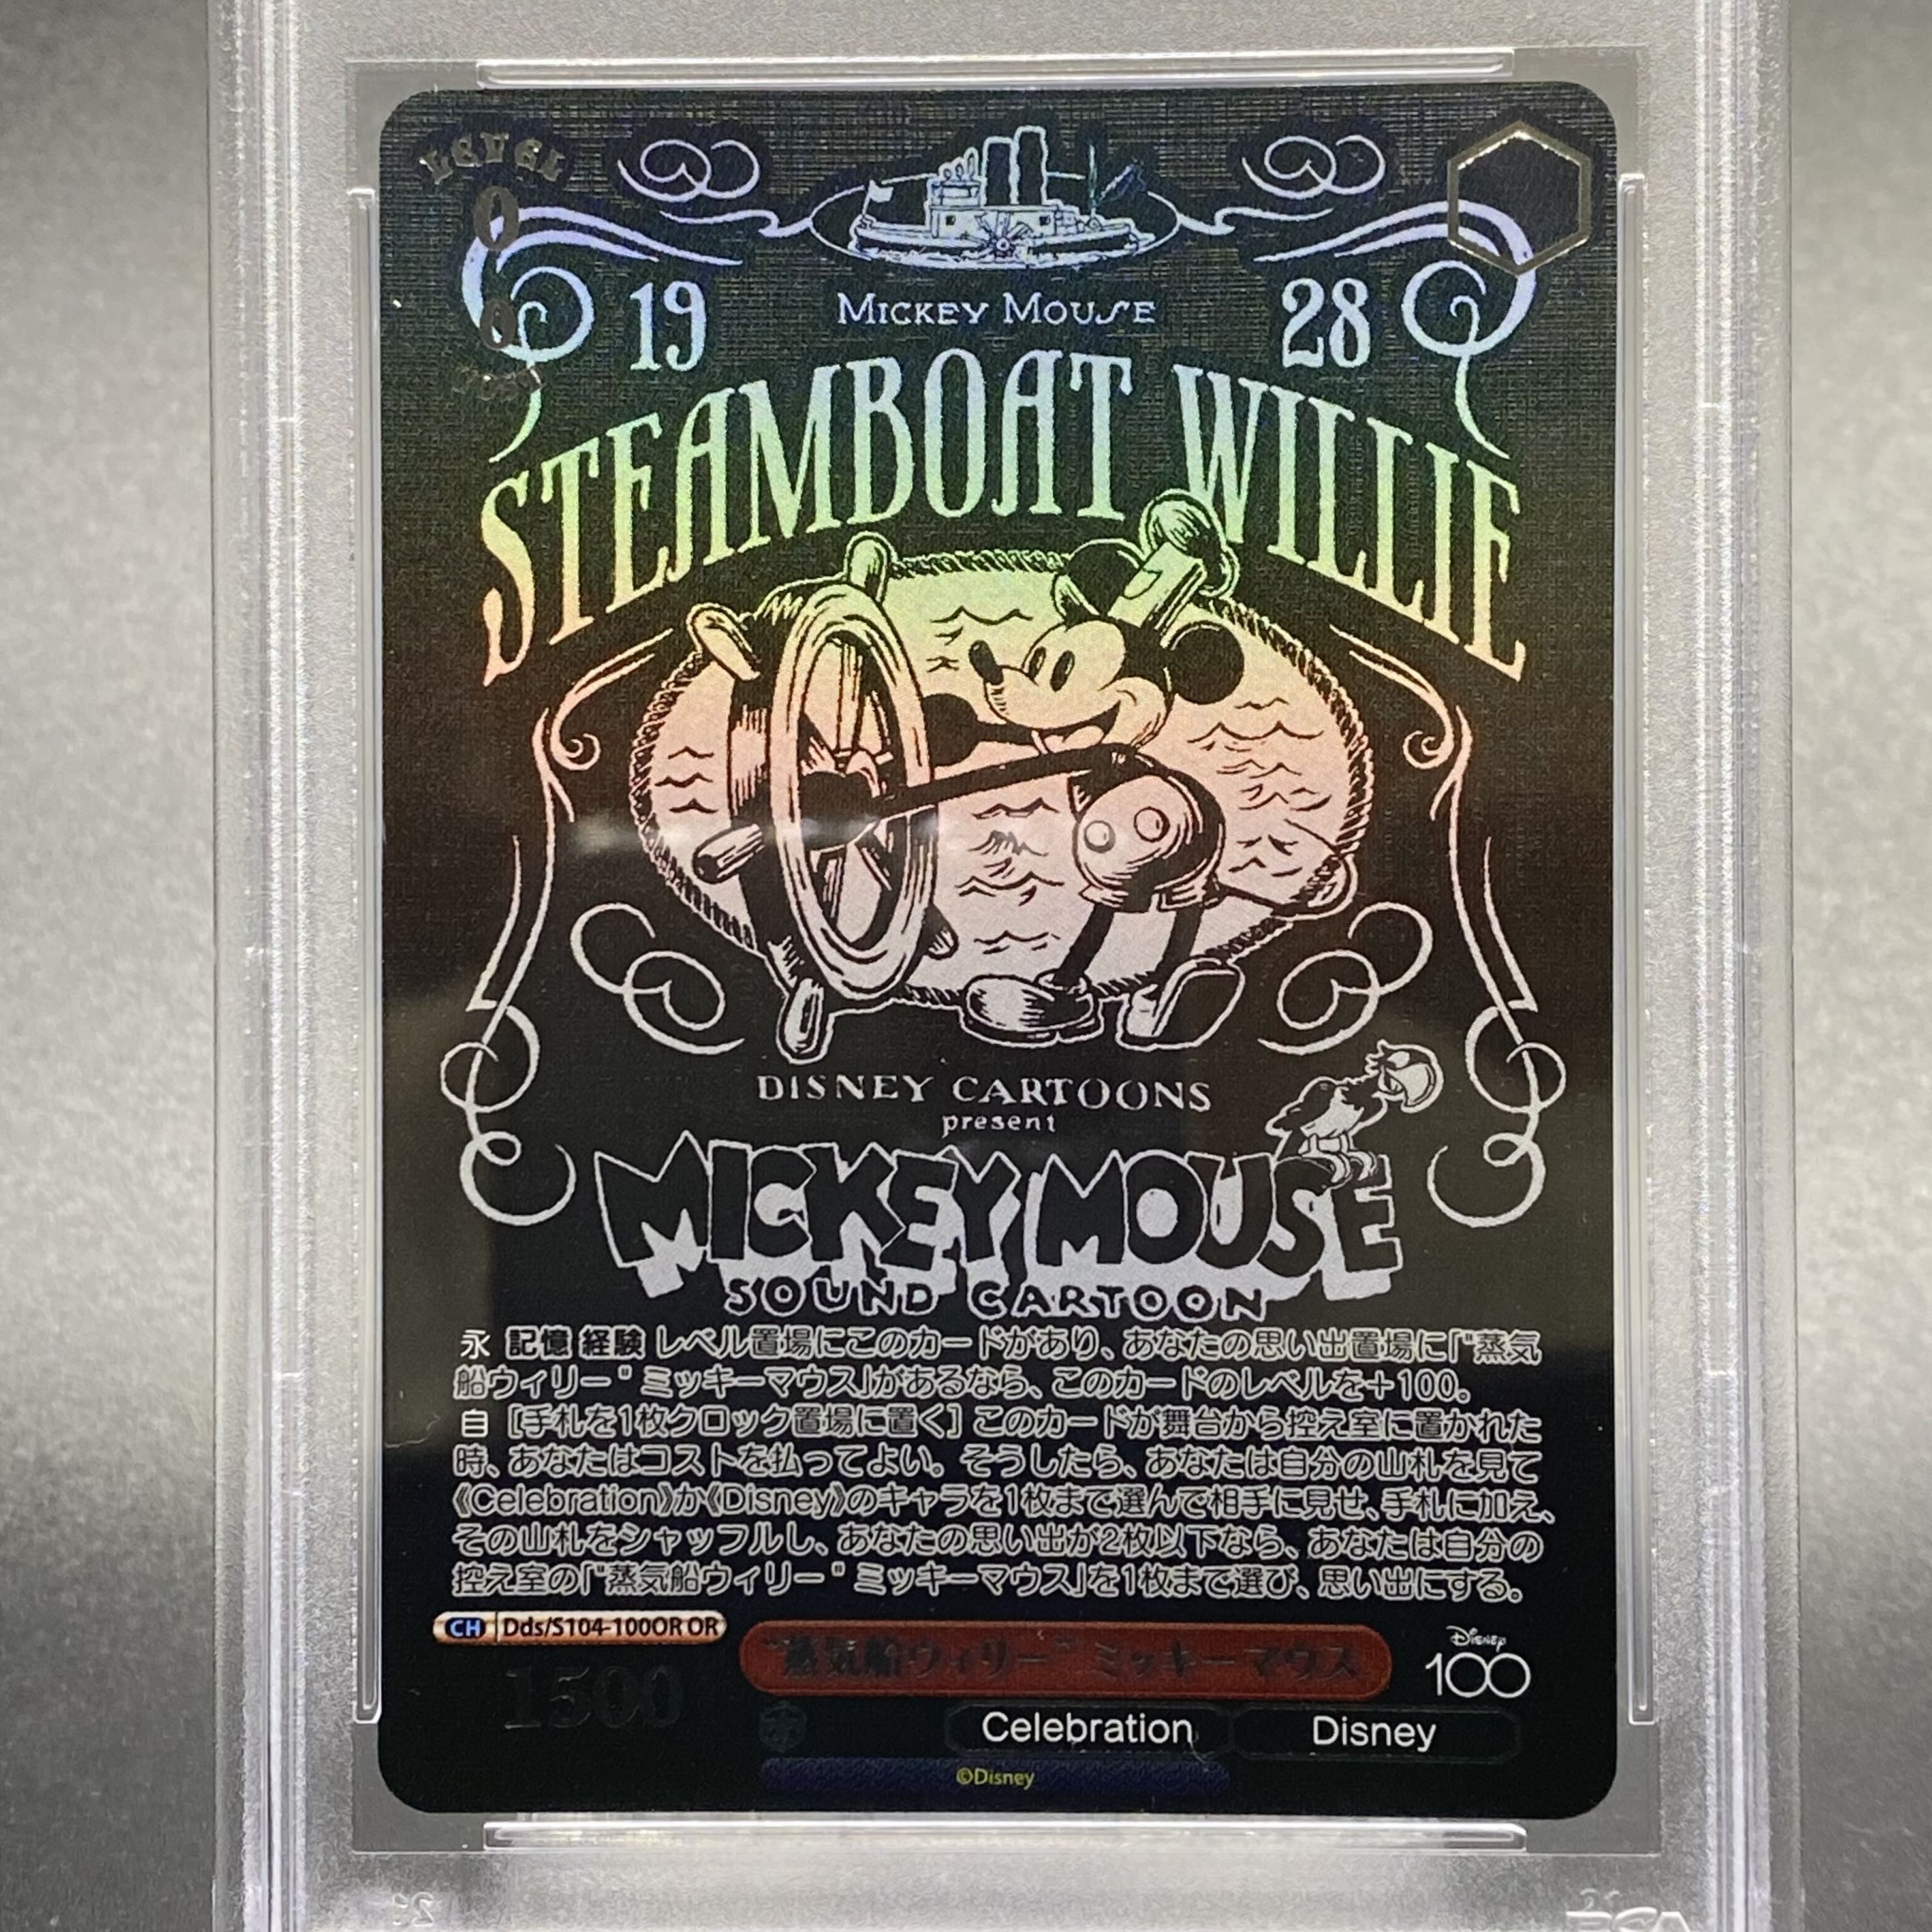 LEVEL
0
0
19 MICKEY MOUSE 28
STEAMBOAT WILLIE
DISNEY CARTOONS
present
MICKEY MOUSE
SOUND CARTOON
永 記憶 経験 レベル置場にこのカードがあり、あなたの思い出置場に「"蒸気
船ウィリー" ミッキーマウス」があるなら、このカードのレベルを＋100。
自 [手札を1枚クロック置場に置く] このカードが舞台から控え室に置かれた
時、あなたはコストを払ってよい。そうしたら、あなたは自分の山札を見て
《Celebration》か《Disney》のキャラを1枚まで選んで相手に見せ、手札に加え、
その山札をシャッフルし、あなたの思い出が2枚以下なら、あなたは自分の
控え室の「"蒸気船ウィリー" ミッキーマウス」を1枚まで選び、思い出にする。
CH Dds/S104-100OR OR
"蒸気船ウィリー" ミッキーマウス
Disney
100
1500
Celebration Disney
©Disney